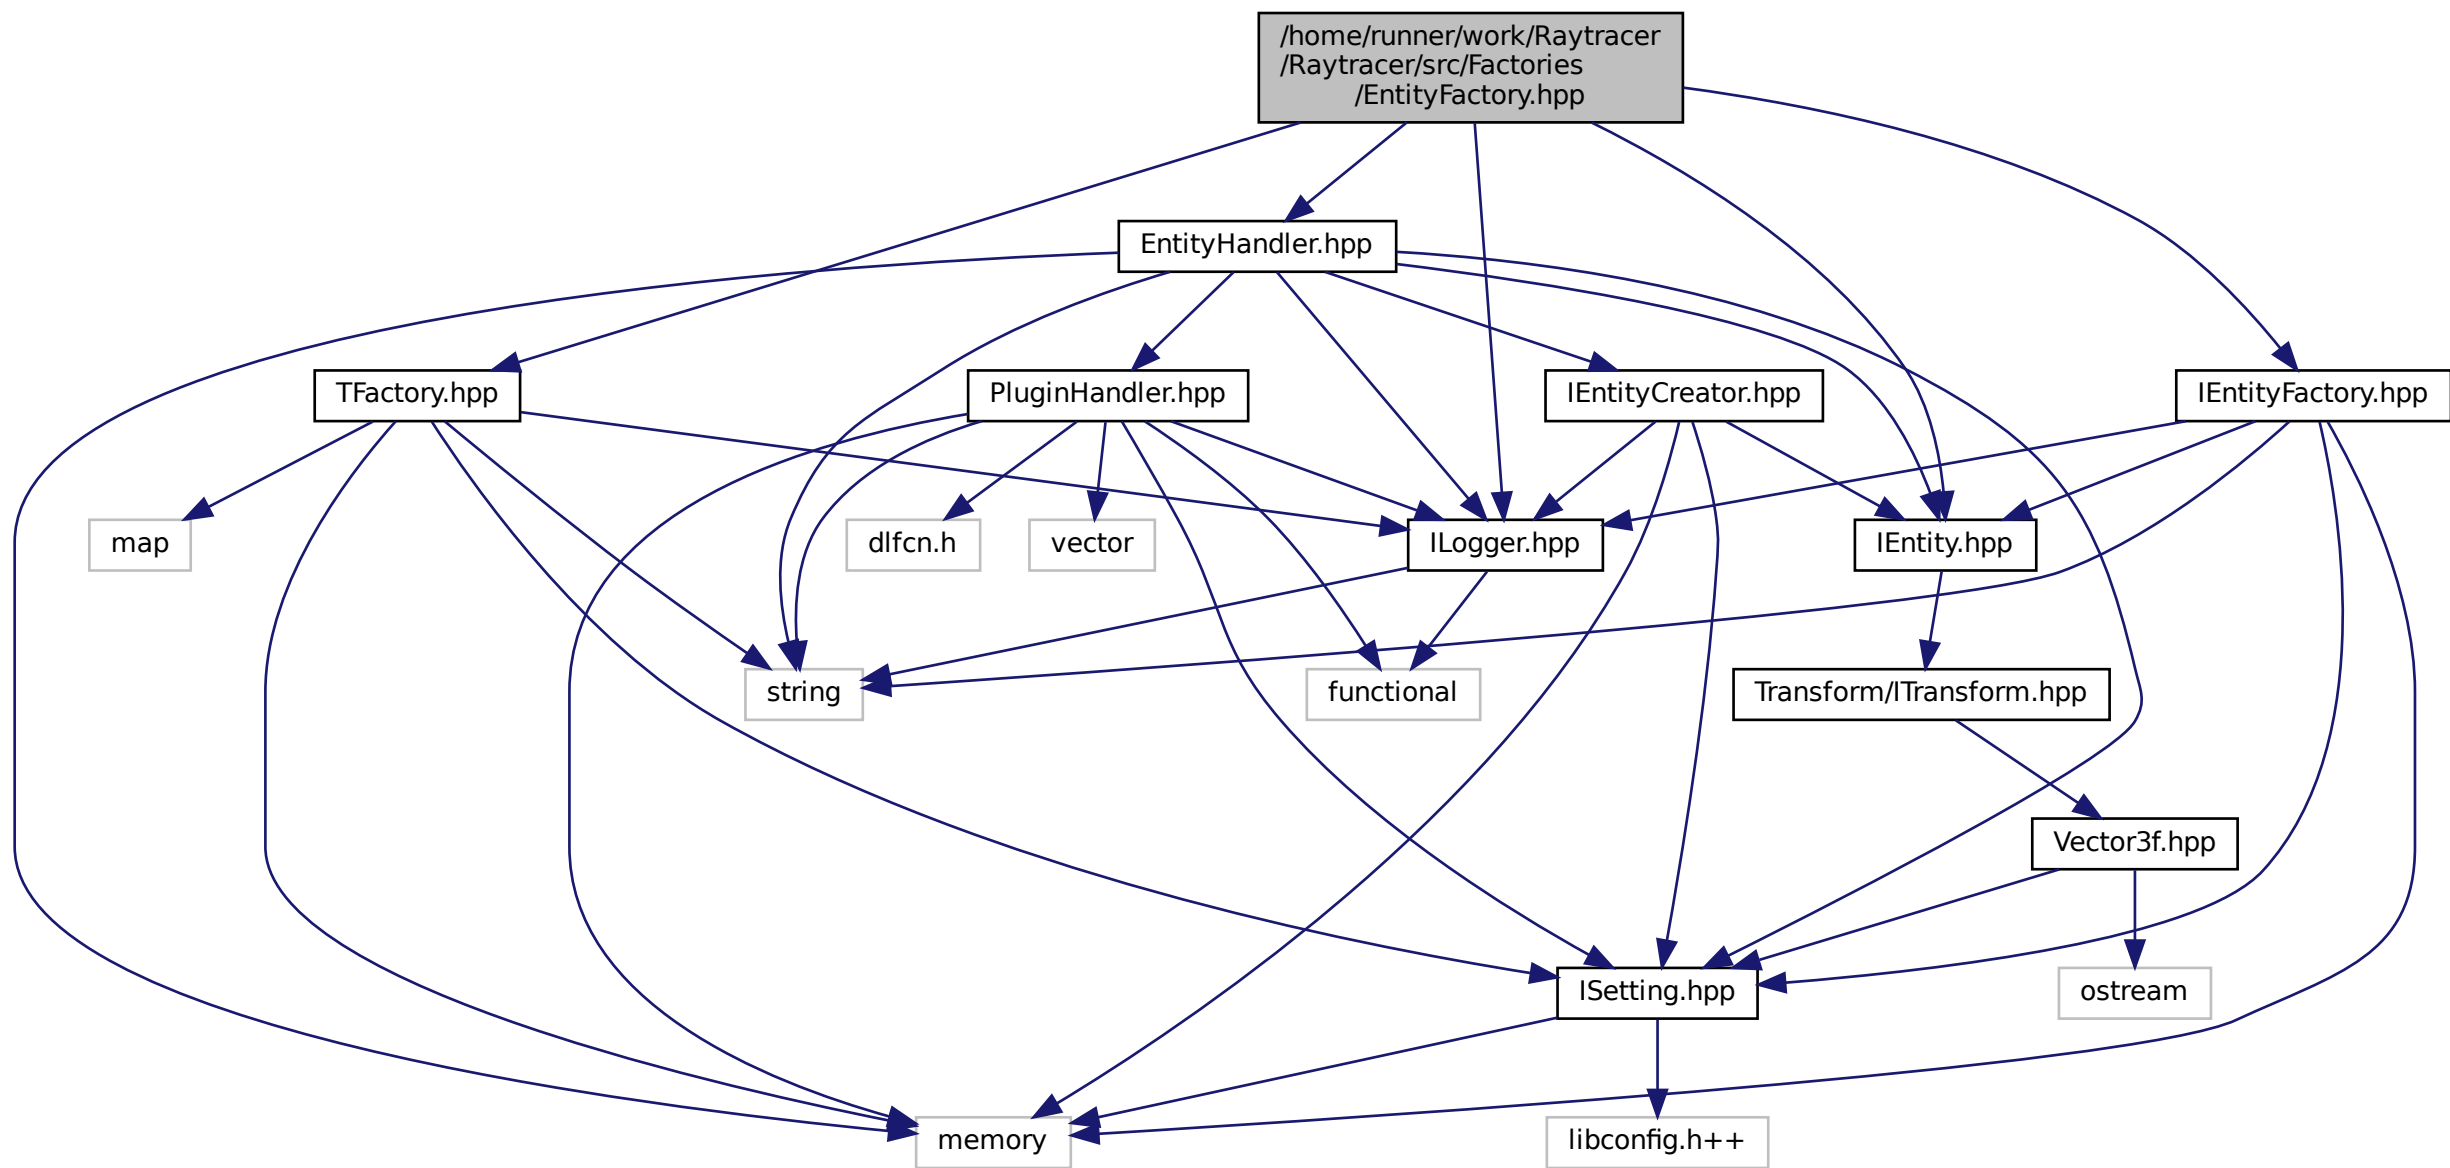 /home/runner/work/Raytracer
/Raytracer/src/Factories
/EntityFactory.hpp
EntityHandler.hpp
TFactory.hpp
PluginHandler.hpp
IEntityCreator.hpp
IEntityFactory.hpp
map
dlfcn.h
vector
ILogger.hpp
IEntity.hpp
string
functional
Transform/ITransform.hpp
Vector3f.hpp
ISetting.hpp
ostream
memory
libconfig.h++